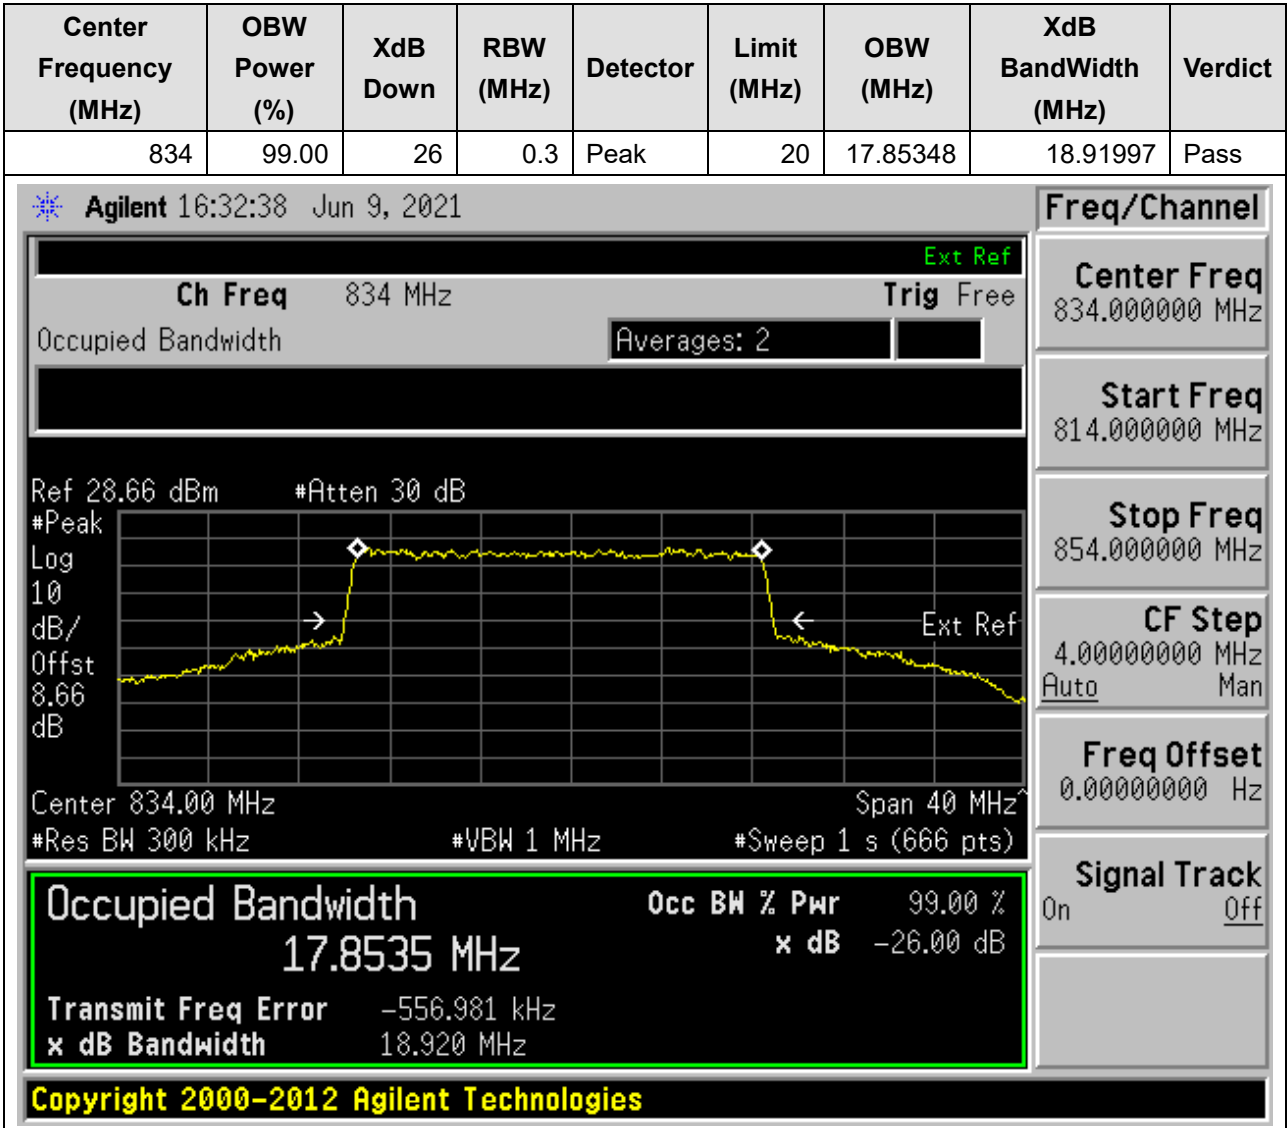 Center Frequency (MHz) OBW Power (%) XdB Down RBW (MHz) Detector Limit (MHz) OBW (MHz) XdB BandWidth (MHz) Verdict
834 99.00 26 0.3 Peak 20 17.85348 18.91997 Pass
Agilent 16:32:38 Jun 9, 2021
Freq/Channel
Ext Ref
Ch Freq 834 MHz Trig Free
Occupied Bandwidth Averages: 2
Center Freq
834.000000 MHz
Start Freq
814.000000 MHz
Stop Freq
854.000000 MHz
CF Step
4.00000000 MHz
Auto Man
Freq Offset
0.00000000 Hz
Signal Track
On Off
Ref 28.66 dBm #Atten 30 dB
#Peak
Log
10
dB/
Offst
8.66
dB
Ext Ref
Center 834.00 MHz Span 40 MHz^
#Res BW 300 kHz #VBW 1 MHz #Sweep 1 s (666 pts)
Occupied Bandwidth
17.8535 MHz
Occ BW % Pwr 99.00 %
x dB -26.00 dB
Transmit Freq Error -556.981 kHz
x dB Bandwidth 18.920 MHz
Copyright 2000-2012 Agilent Technologies